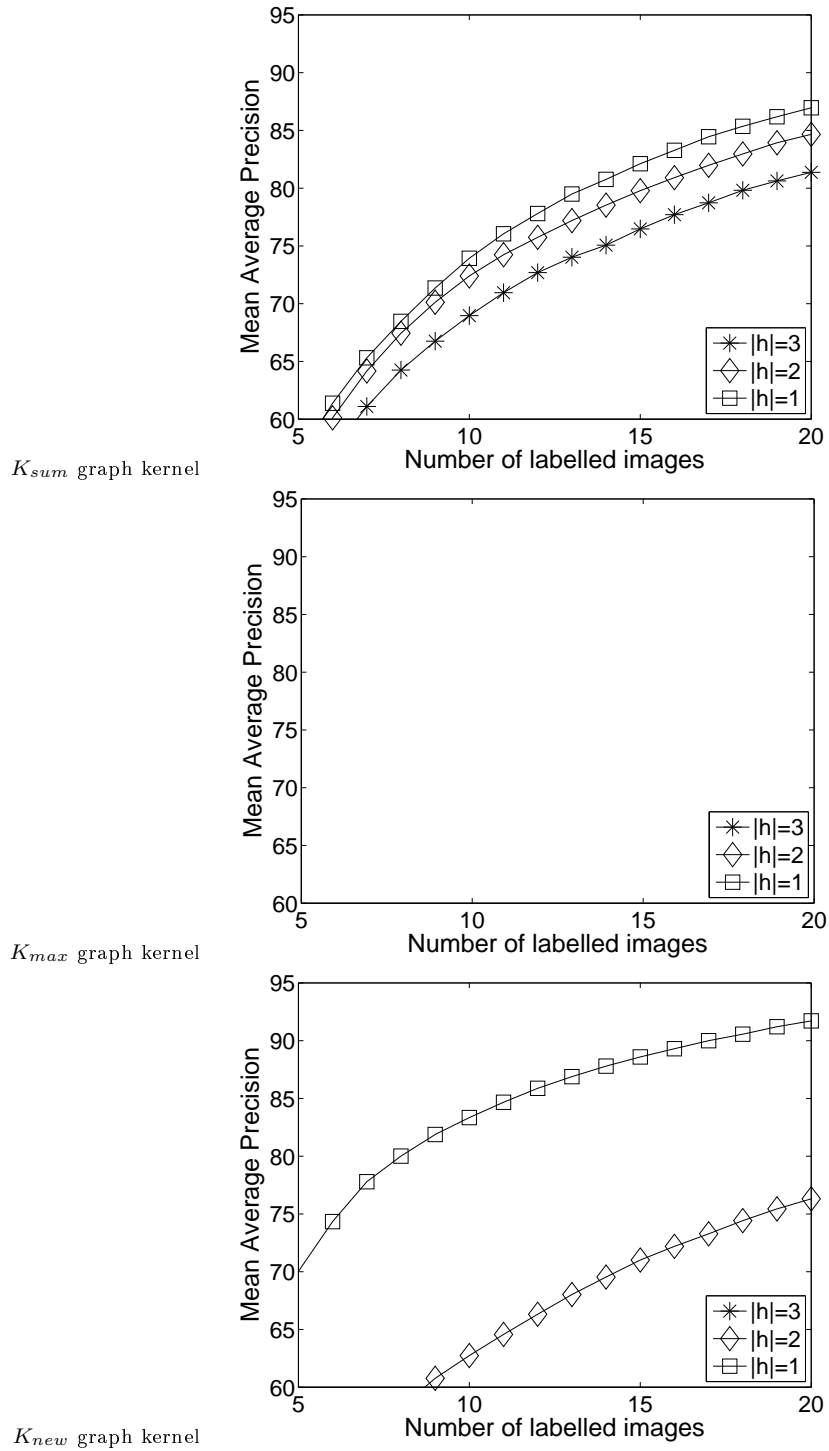 95
90
85
80
75
70
65
60
Mean Average Precision
|h|=3
|h|=2
|h|=1
5 10 15 20
Number of labelled images
K_sum graph kernel
95
90
85
80
75
70
65
60
Mean Average Precision
|h|=3
|h|=2
|h|=1
5 10 15 20
Number of labelled images
K_max graph kernel
95
90
85
80
75
70
65
60
Mean Average Precision
|h|=3
|h|=2
|h|=1
5 10 15 20
Number of labelled images
K_new graph kernel